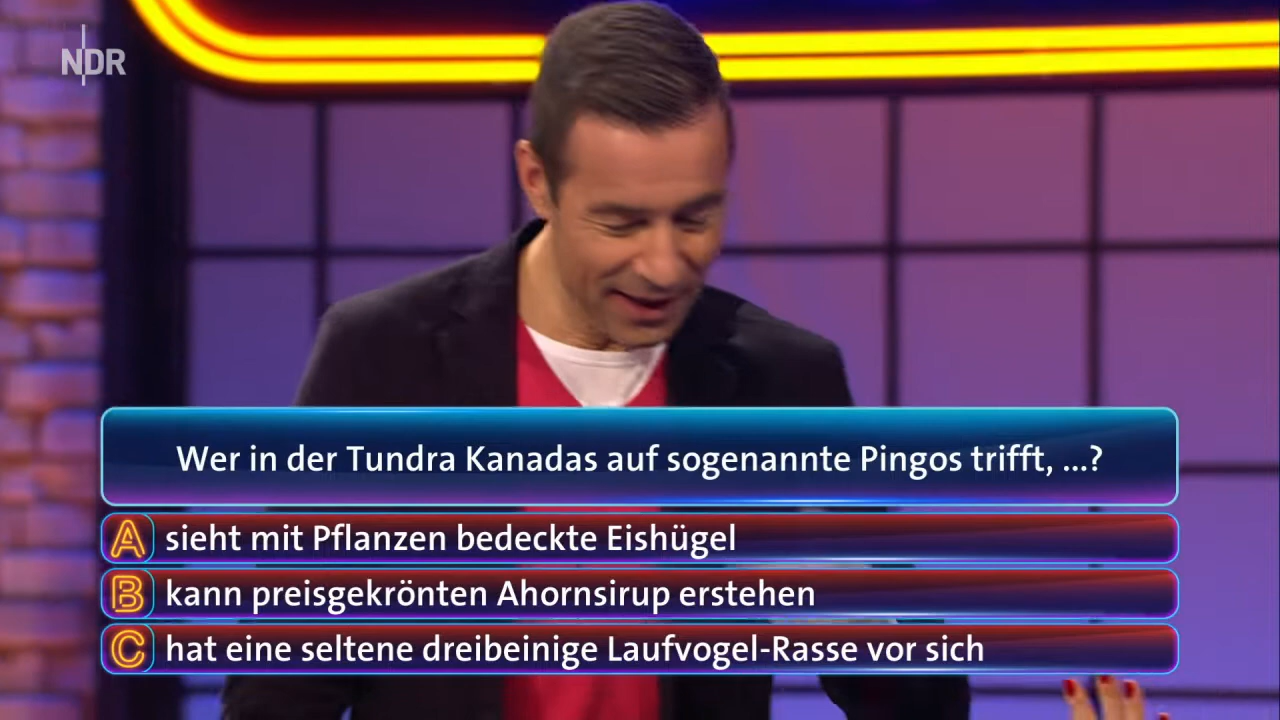 NDR
Wer in der Tundra Kanadas auf sogenannte Pingos trifft, ...?
A sieht mit Pflanzen bedeckte Eishügel
B kann preisgekrönten Ahornsirup erstehen
C hat eine seltene dreibeinige Laufvogel-Rasse vor sich